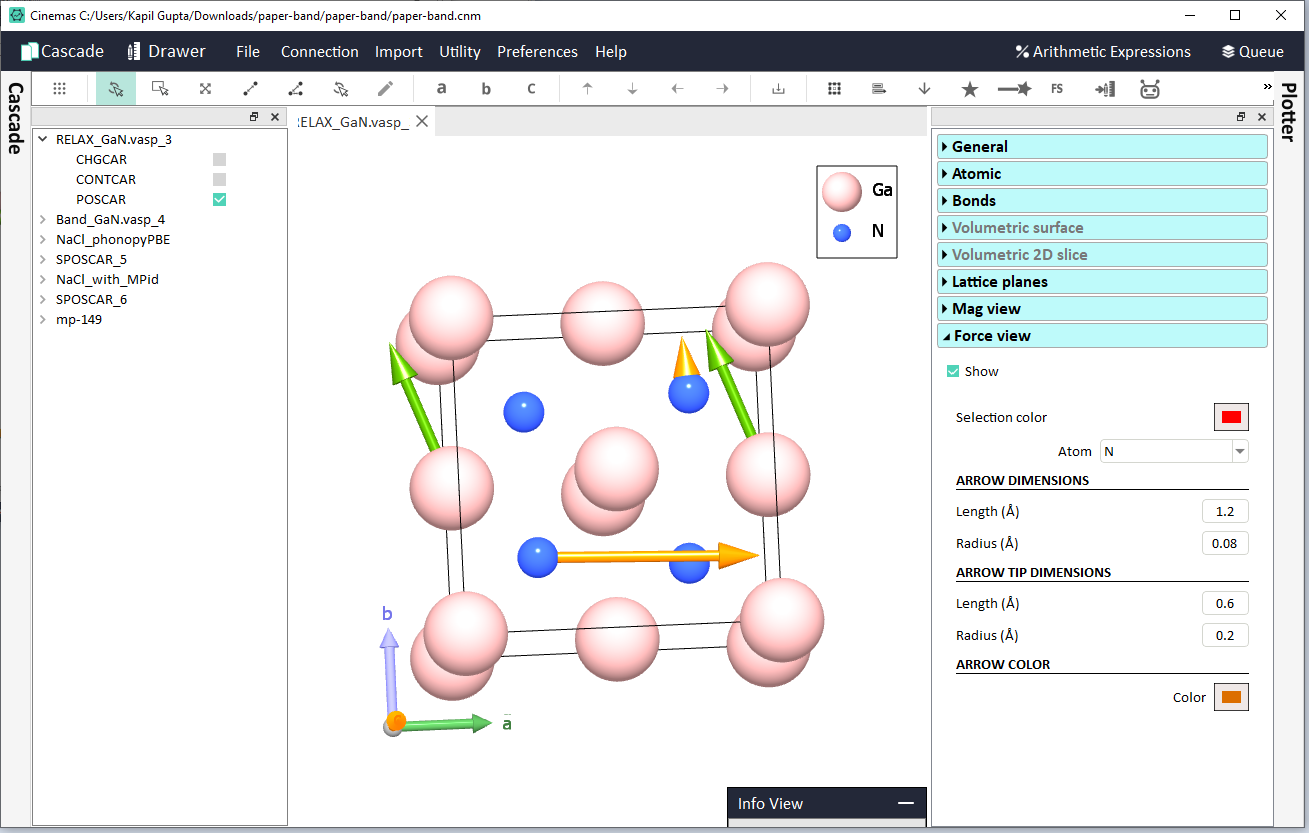 Cinemas C:/Users/Kapil Gupta/Downloads/paper-band/paper-band/paper-band.cnm
Cascade Drawer File Connection Import Utility Preferences Help Arithmetic Expressions Queue
a b c FS »
Cascade
RELAX_GaN.vasp_3
CHGCAR
CONTCAR
POSCAR
Band_GaN.vasp_4
NaCl_phonopyPBE
SPOSCAR_5
NaCl_with_MPid
SPOSCAR_6
mp-149
RELAX_GaN.vasp_
Ga
N
b
a
Info View
General
Atomic
Bonds
Volumetric surface
Volumetric 2D slice
Lattice planes
Mag view
Force view
Show
Selection color
Atom N
ARROW DIMENSIONS
Length (Å) 1.2
Radius (Å) 0.08
ARROW TIP DIMENSIONS
Length (Å) 0.6
Radius (Å) 0.2
ARROW COLOR
Color
Plotter